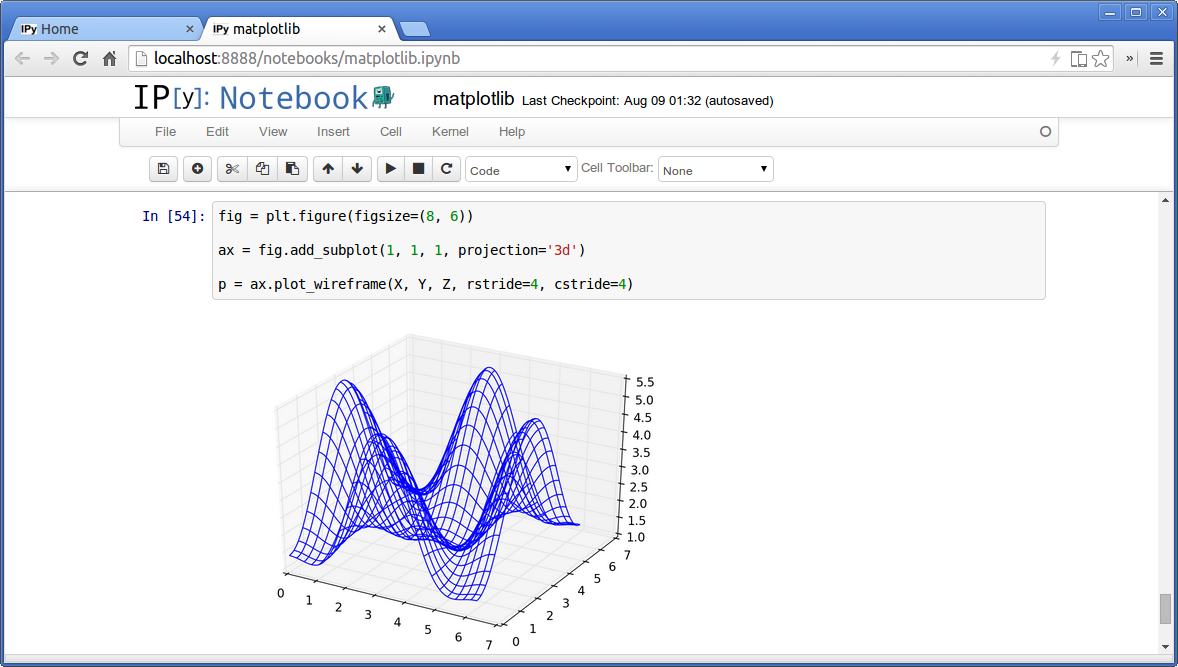 IPy Home × IPy matplotlib ×
localhost:8888/notebooks/matplotlib.ipynb »
IP[y]: Notebook matplotlib Last Checkpoint: Aug 09 01:32 (autosaved)
File Edit View Insert Cell Kernel Help
Code Cell Toolbar: None
In [54]: fig = plt.figure(figsize=(8, 6))
ax = fig.add_subplot(1, 1, 1, projection='3d')
p = ax.plot_wireframe(X, Y, Z, rstride=4, cstride=4)
5.5
5.0
4.5
4.0
3.5
3.0
2.5
2.0
1.5
1.0
7
6
5
4
3
2
1
0
0 1 2 3 4 5 6 7